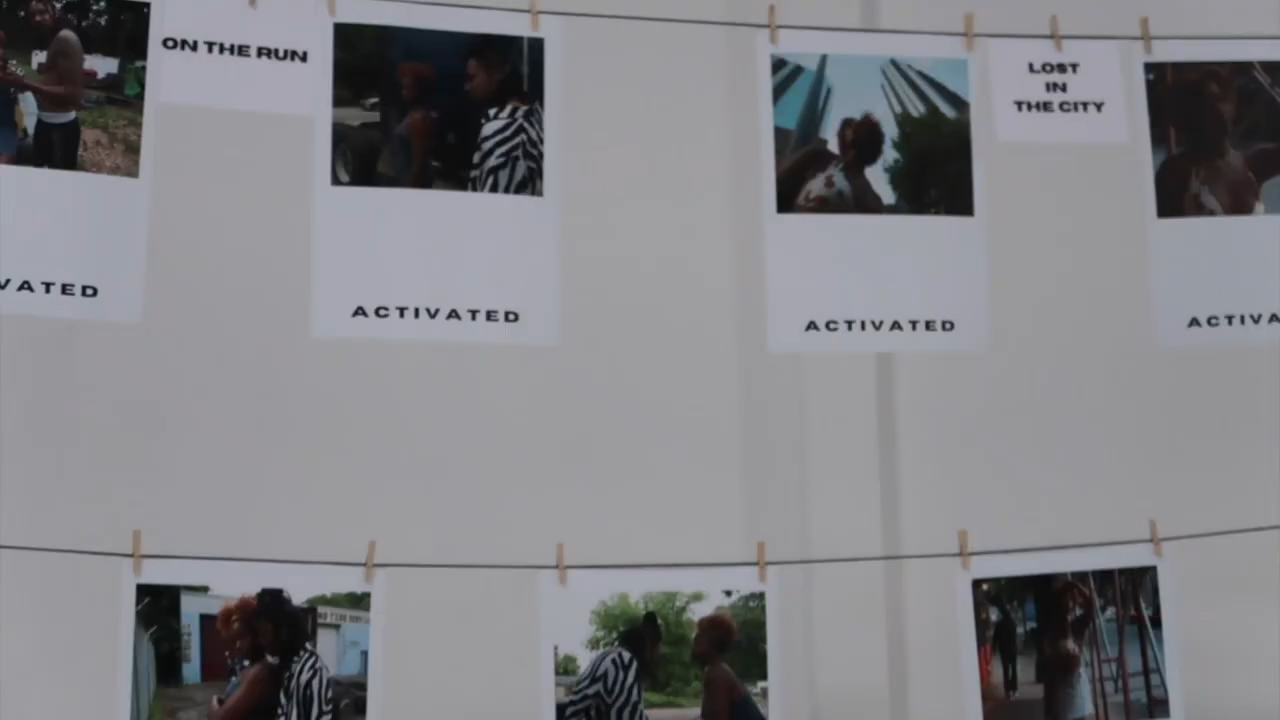 ON THE RUN
LOST
IN
THE CITY
VATED
ACTIVATED
ACTIVATED
ACTIVA